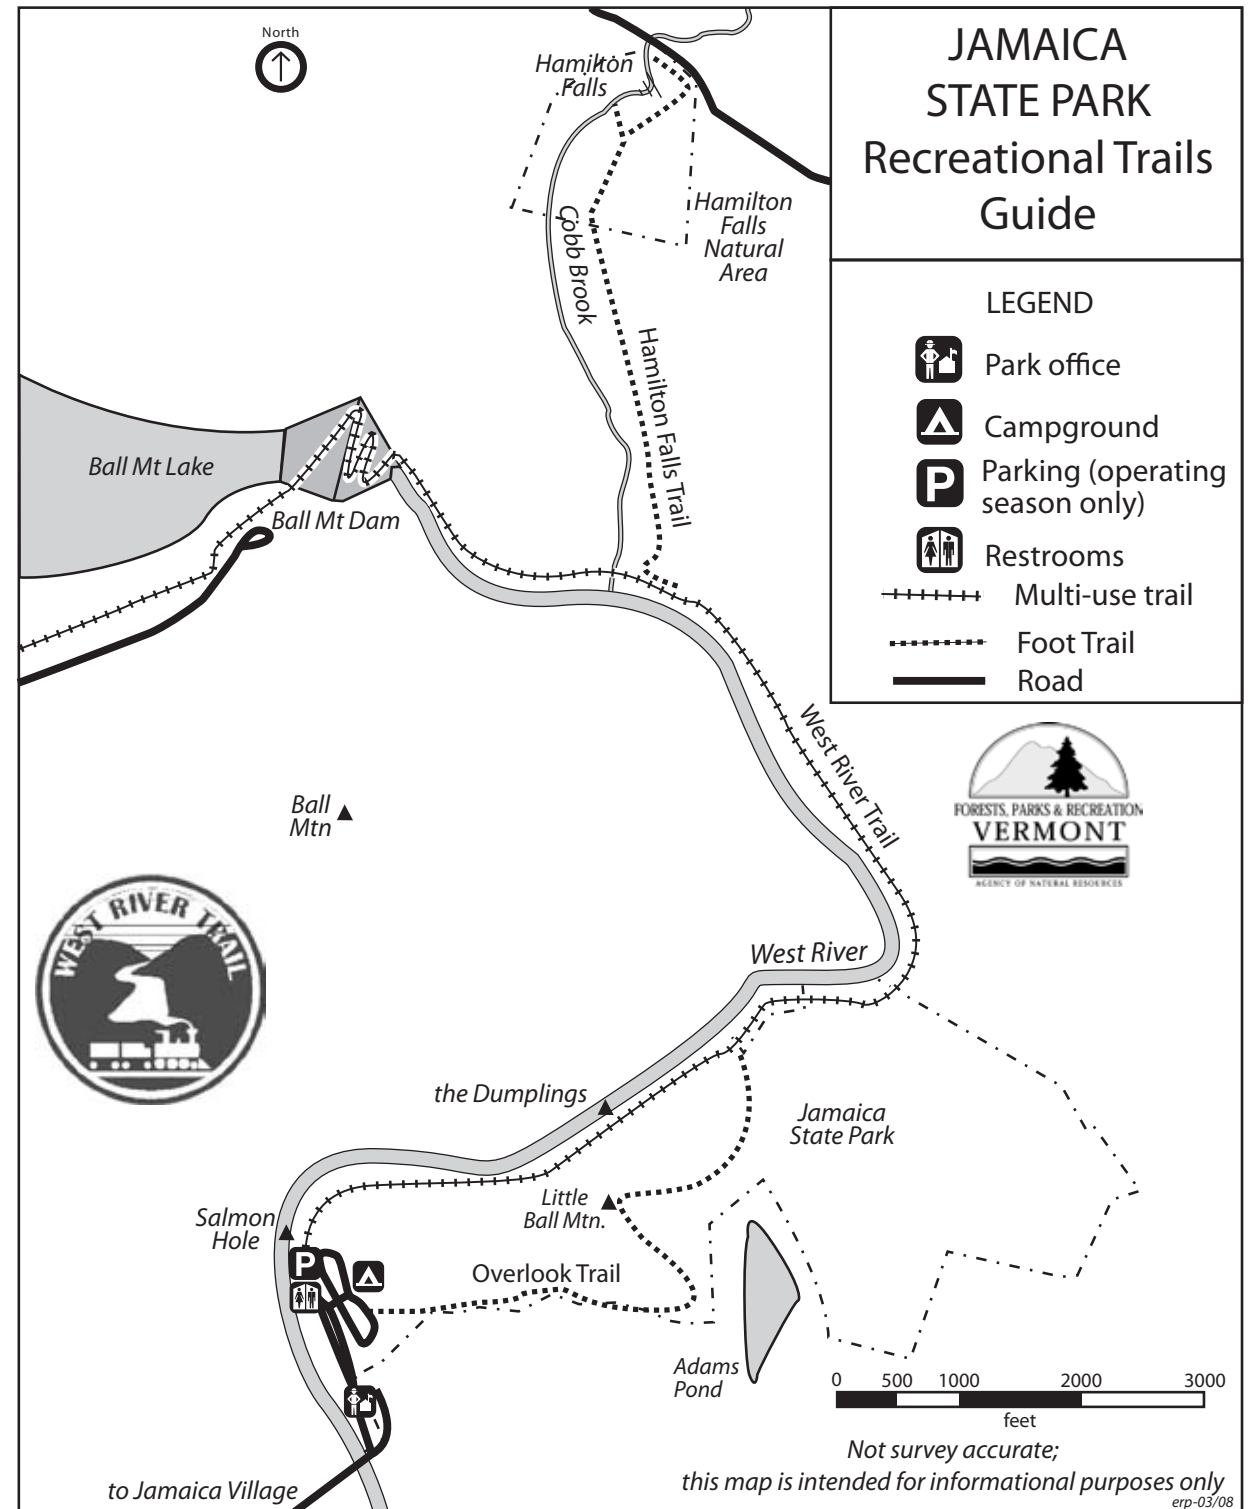 North
JAMAICA
STATE PARK
Recreational Trails
Guide
LEGEND
Park office
Campground
P
Parking (operating
season only)
Restrooms
Multi-use trail
Foot Trail
Road
Hamilton
Falls
Hamilton
Falls
Natural
Area
Cobb Brook
Hamilton Falls Trail
Ball Mt Lake
Ball Mt Dam
West River Trail
FORESTS, PARKS & RECREATION
VERMONT
AGENCY OF NATURAL RESOURCES
Ball
Mtn
WEST RIVER TRAIL
West River
the Dumplings
Jamaica
State Park
Little
Ball Mtn.
Salmon
Hole
P
Overlook Trail
Adams
Pond
0 500 1000 2000 3000
feet
Not survey accurate;
this map is intended for informational purposes only
erp-03/08
to Jamaica Village